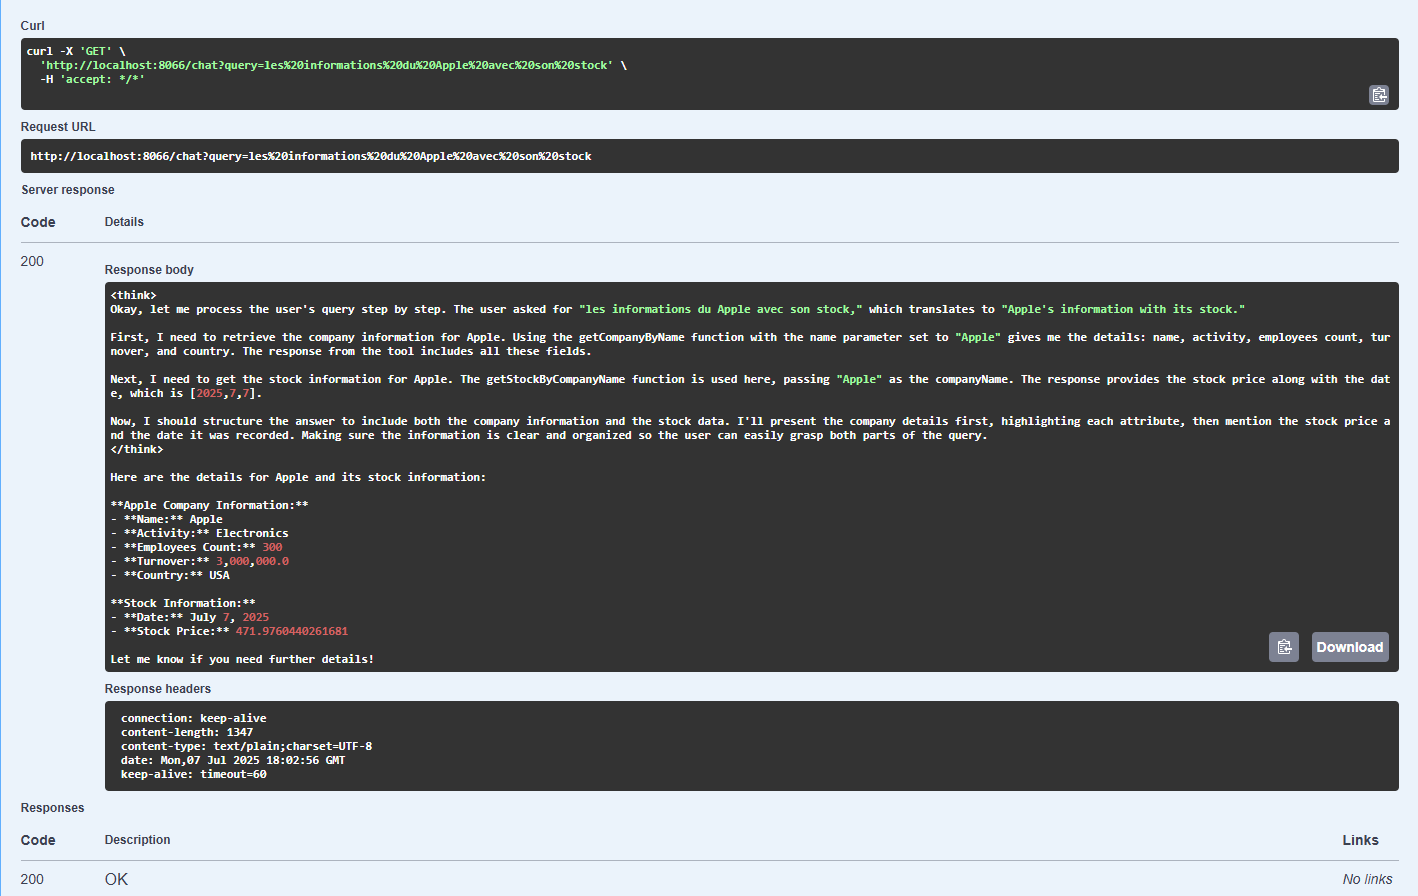 Curl
curl -X 'GET' \
  'http://localhost:8066/chat?query=les%20informations%20du%20Apple%20avec%20son%20stock' \
  -H 'accept: */*'
Request URL
http://localhost:8066/chat?query=les%20informations%20du%20Apple%20avec%20son%20stock
Server response
Code Details
200
Response body
<think>
Okay, let me process the user's query step by step. The user asked for "les informations du Apple avec son stock," which translates to "Apple's information with its stock."
First, I need to retrieve the company information for Apple. Using the getCompanyByName function with the name parameter set to "Apple" gives me the details: name, activity, employees count, tur
nover, and country. The response from the tool includes all these fields.
Next, I need to get the stock information for Apple. The getStockByCompanyName function is used here, passing "Apple" as the companyName. The response provides the stock price along with the dat
e, which is [2025,7,7].
Now, I should structure the answer to include both the company information and the stock data. I'll present the company details first, highlighting each attribute, then mention the stock price a
nd the date it was recorded. Making sure the information is clear and organized so the user can easily grasp both parts of the query.
</think>
Here are the details for Apple and its stock information:
**Apple Company Information:**
- **Name:** Apple
- **Activity:** Electronics
- **Employees Count:** 300
- **Turnover:** 3,000,000.0
- **Country:** USA
**Stock Information:**
- **Date:** July 7, 2025
- **Stock Price:** 471.9760440261681
Let me know if you need further details!
Download
Response headers
connection: keep-alive
content-length: 1347
content-type: text/plain;charset=UTF-8
date: Mon,07 Jul 2025 18:02:56 GMT
keep-alive: timeout=60
Responses
Code Description Links
200 OK No links